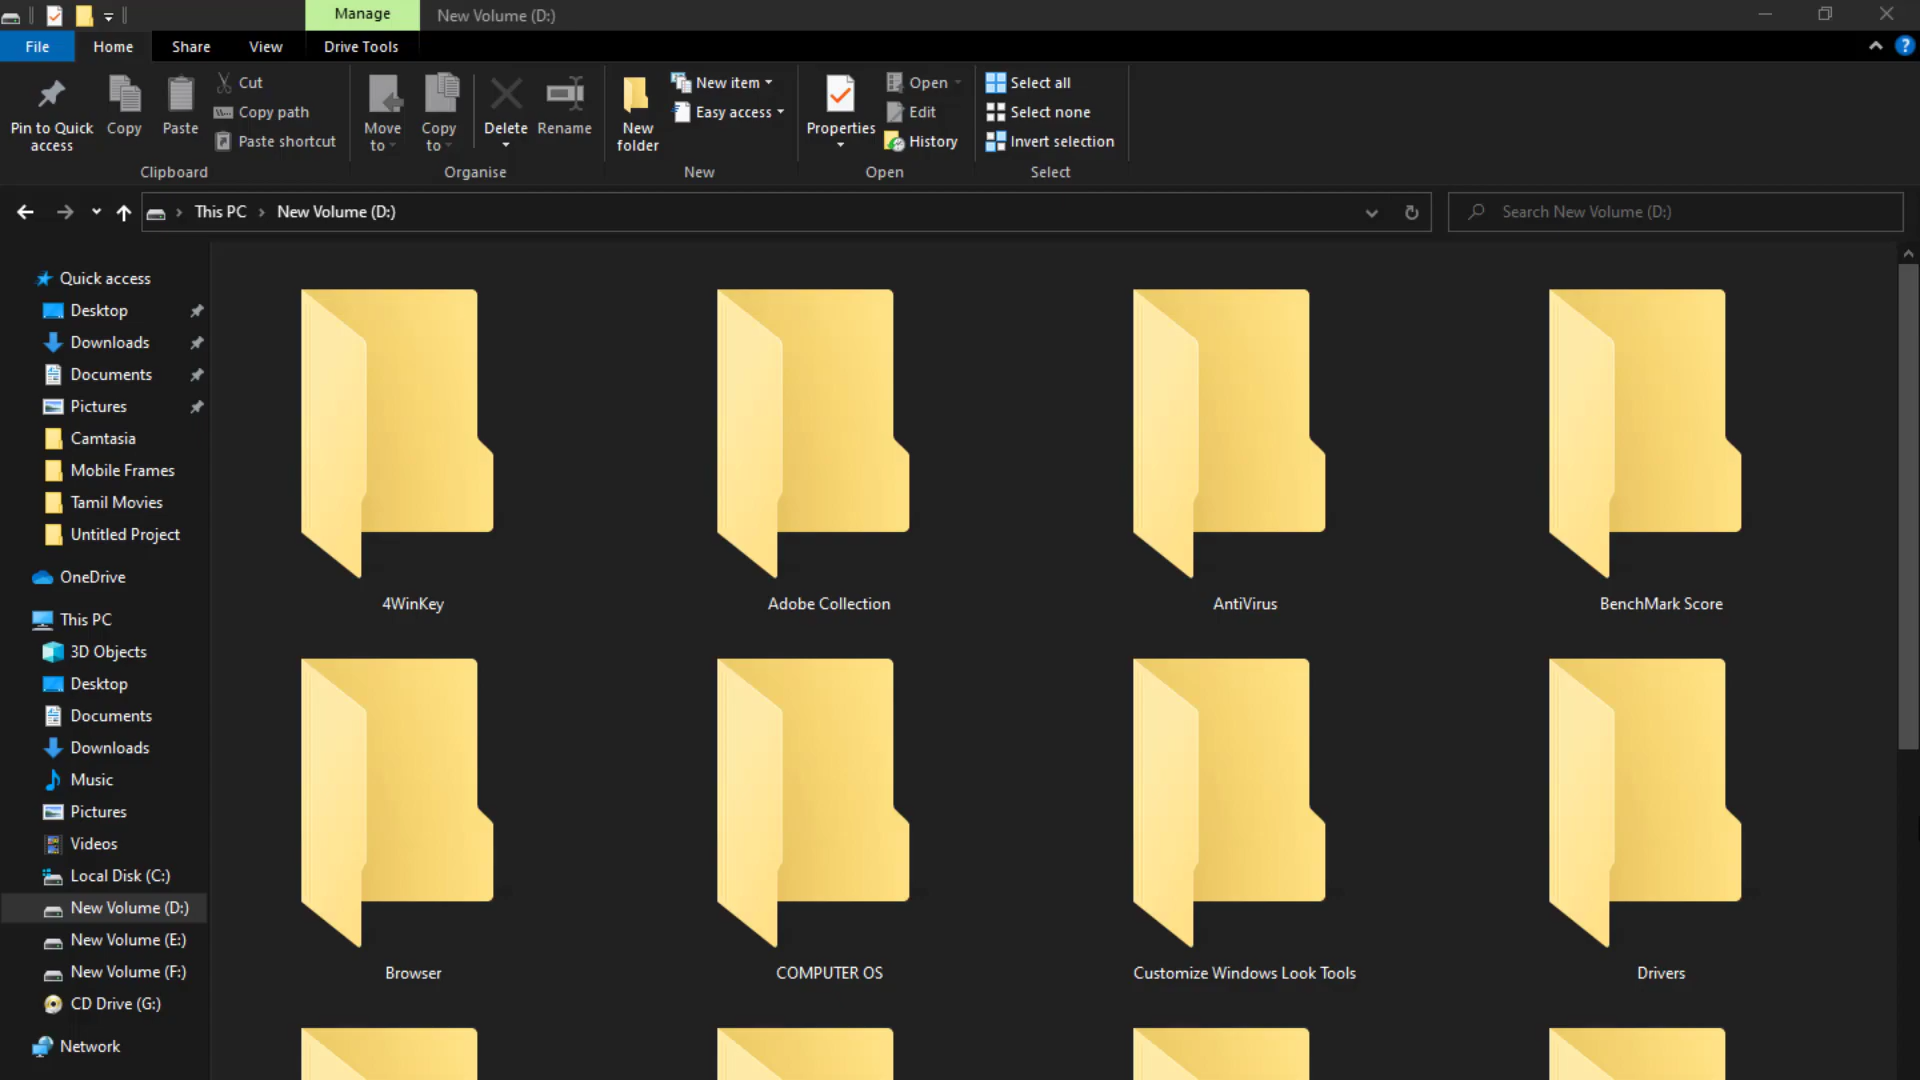 Manage
New Volume (D:)
File
Home
Share
View
Drive Tools
Pin to Quick access
Copy
Paste
Cut
Copy path
Paste shortcut
Clipboard
Move to
Copy to
Delete
Rename
Organise
New folder
New item
Easy access
New
Properties
Open
Edit
History
Open
Select all
Select none
Invert selection
Select
This PC > New Volume (D:)
Search New Volume (D:)
Quick access
Desktop
Downloads
Documents
Pictures
Camtasia
Mobile Frames
Tamil Movies
Untitled Project
OneDrive
This PC
3D Objects
Desktop
Documents
Downloads
Music
Pictures
Videos
Local Disk (C:)
New Volume (D:)
New Volume (E:)
New Volume (F:)
CD Drive (G:)
Network
4WinKey
Adobe Collection
AntiVirus
BenchMark Score
Browser
COMPUTER OS
Customize Windows Look Tools
Drivers